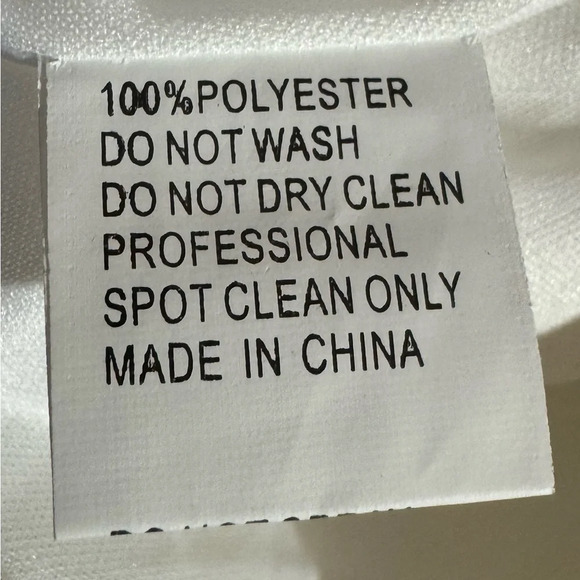 100%POLYESTER
DO NOT WASH
DO NOT DRY CLEAN
PROFESSIONAL
SPOT CLEAN ONLY
MADE IN CHINA